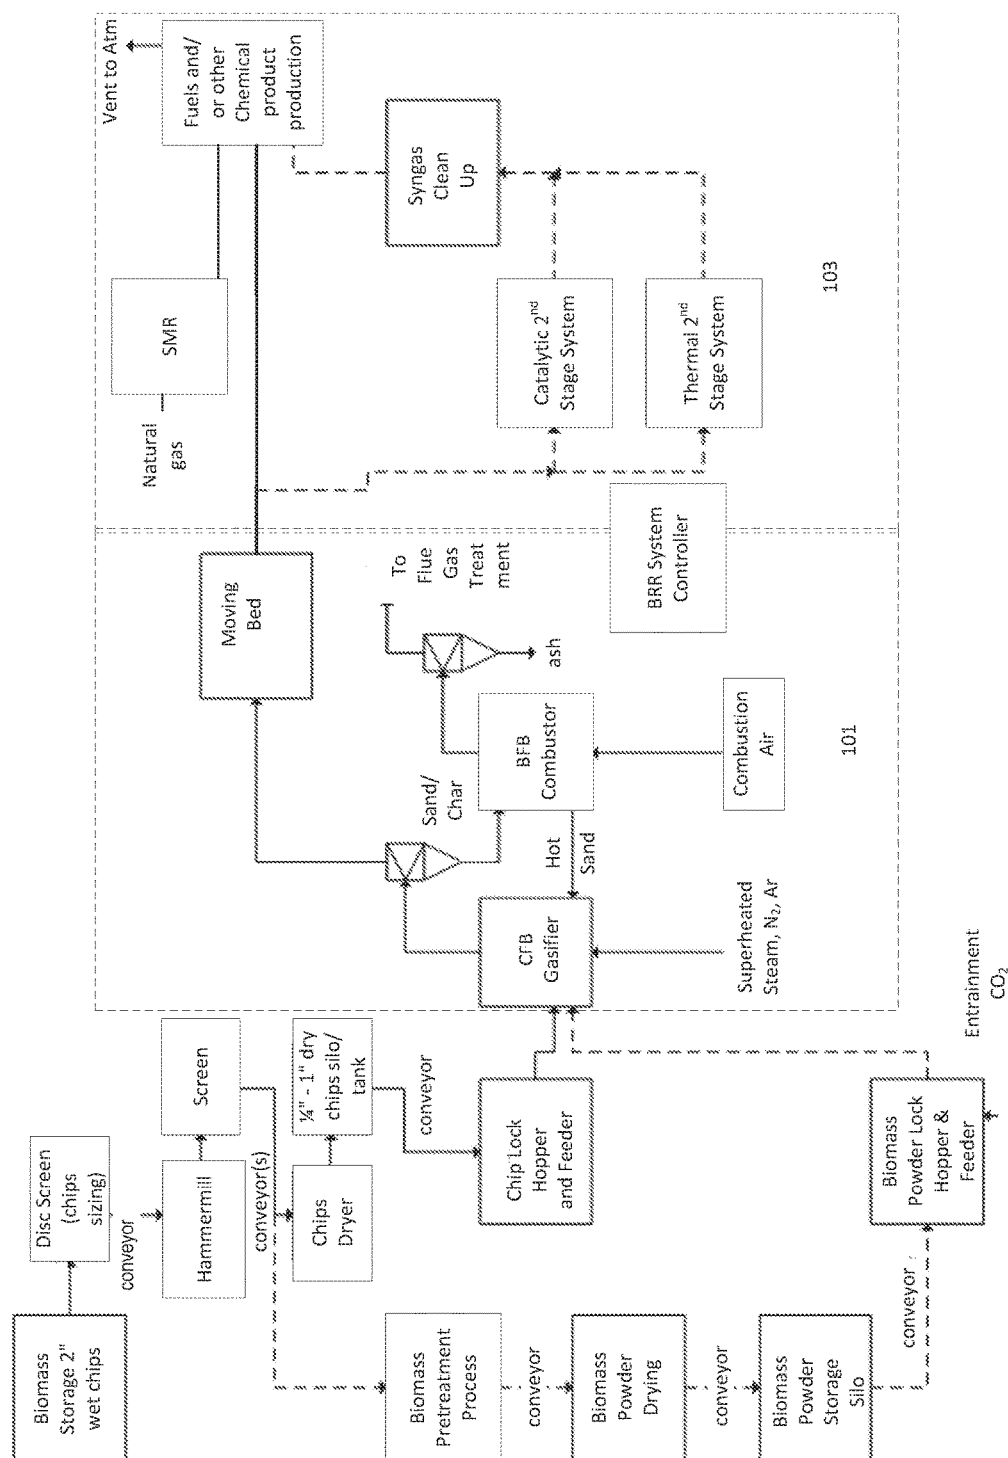 Biomass
Storage 2"
wet chips
Disc Screen
(chips
sizing)
conveyor
Hammermill
Screen
conveyor(s)
Chips
Dryer
¼" - 1" dry
chips silo/
tank
conveyor
Chip Lock
Hopper
and Feeder
Biomass
Pretreatment
Process
conveyor
Biomass
Powder
Drying
conveyor
Biomass
Powder
Storage
Silo
conveyor
Biomass
Powder Lock
Hopper &
Feeder
Entrainment
CO₂
CFB
Gasifier
Superheated
Steam, N₂, Ar
Hot
Sand
Sand/
Char
BFB
Combustor
Combustion
Air
ash
To
Flue
Gas
Treat
ment
Moving
Bed
BRR System
Controller
101
Natural
gas
SMR
Vent to Atm
Fuels and/
or other
Chemical
product
production
Syngas
Clean
Up
Catalytic 2nd
Stage System
Thermal 2nd
Stage System
103